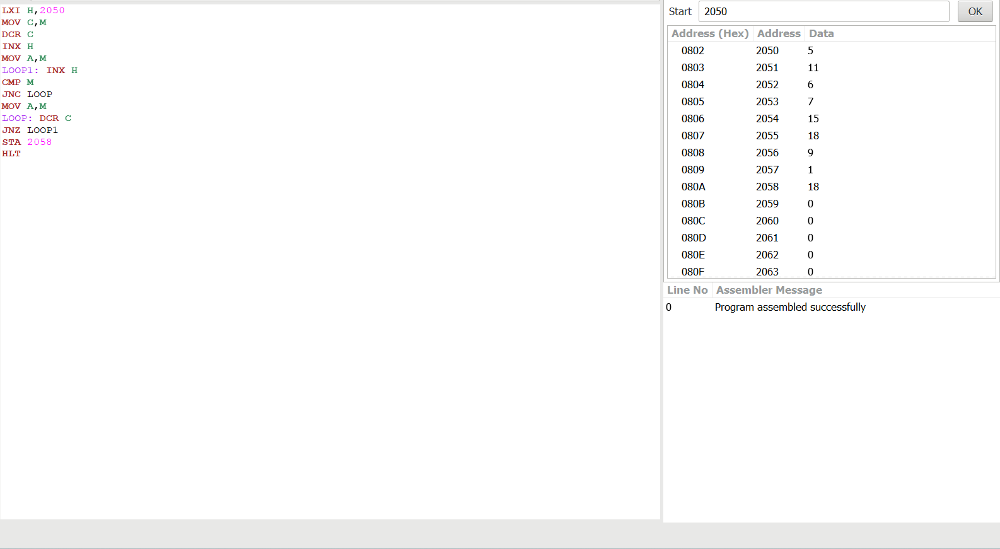 LXI H,2050
MOV C,M
DCR C
INX H
MOV A,M
LOOP1: INX H
CMP M
JNC LOOP
MOV A,M
LOOP: DCR C
JNZ LOOP1
STA 2058
HLT
Start 2050 OK
Address (Hex) Address Data
0802 2050 5
0803 2051 11
0804 2052 6
0805 2053 7
0806 2054 15
0807 2055 18
0808 2056 9
0809 2057 1
080A 2058 18
080B 2059 0
080C 2060 0
080D 2061 0
080E 2062 0
080F 2063 0
Line No Assembler Message
0 Program assembled successfully